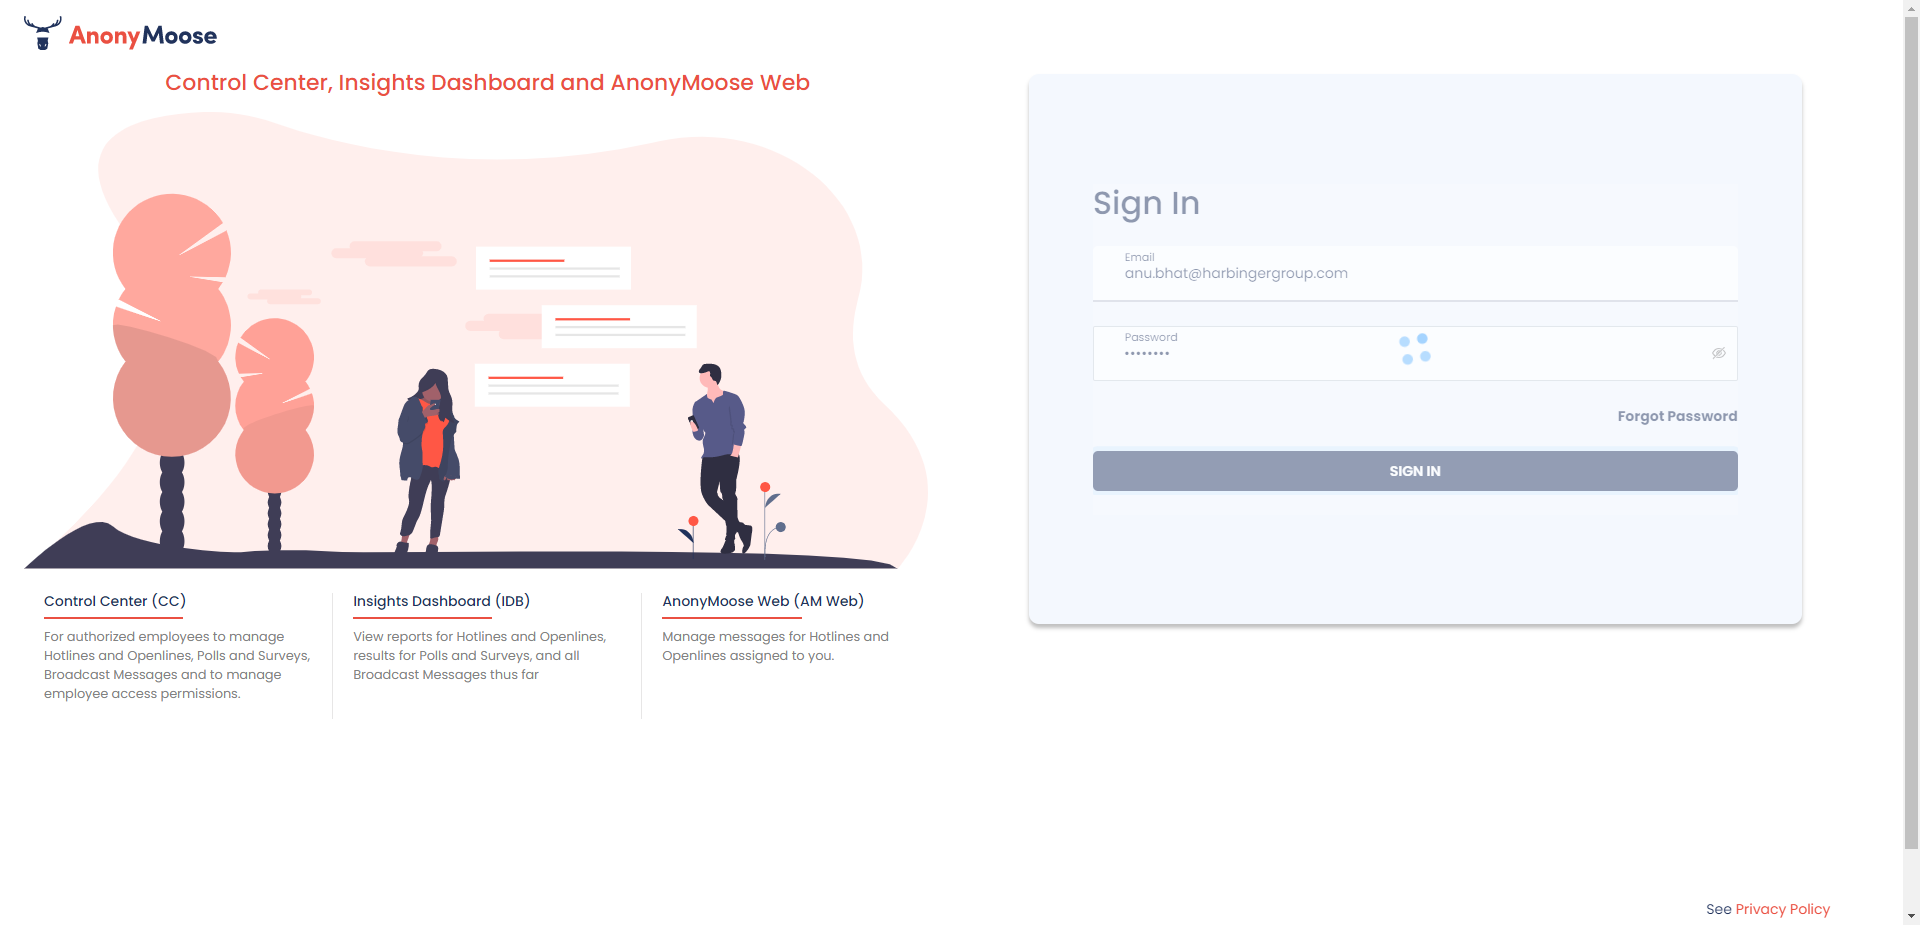 AnonyMoose
Control Center, Insights Dashboard and AnonyMoose Web
Sign In
Email
anu.bhat@harbingergroup.com
Password
••••••••
Forgot Password
SIGN IN
Control Center (CC)
For authorized employees to manage
Hotlines and Openlines, Polls and Surveys,
Broadcast Messages and to manage
employee access permissions.
Insights Dashboard (IDB)
View reports for Hotlines and Openlines,
results for Polls and Surveys, and all
Broadcast Messages thus far
AnonyMoose Web (AM Web)
Manage messages for Hotlines and
Openlines assigned to you.
See Privacy Policy